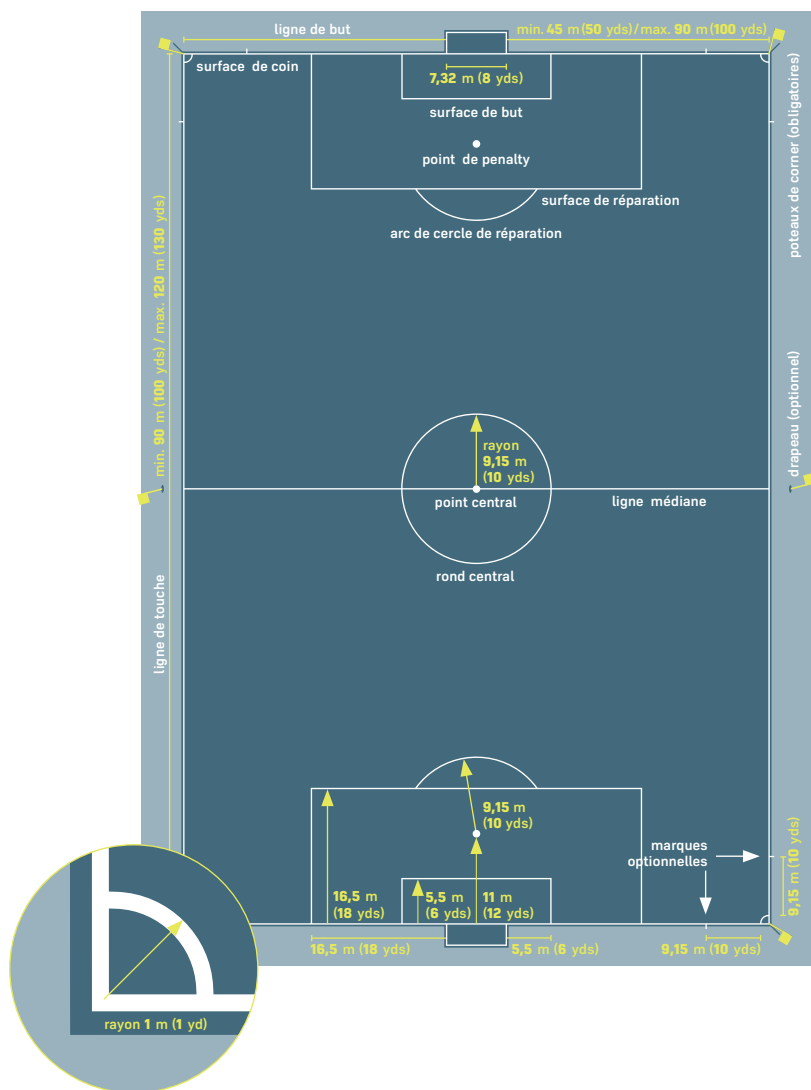 ligne de but
min. 45 m (50 yds) / max. 90 m (100 yds)
surface de coin
7,32 m (8 yds)
surface de but
point de penalty
surface de réparation
arc de cercle de réparation
poteaux de corner (obligatoires)
min. 90 m (100 yds) / max. 120 m (130 yds)
drapeau (optionnel)
rayon
9,15 m
(10 yds)
point central
ligne médiane
rond central
ligne de touche
9,15 m
(10 yds)
marques
optionnelles
9,15 m (10 yds)
16,5 m
(18 yds)
5,5 m
(6 yds)
11 m
(12 yds)
16,5 m (18 yds)
5,5 m (6 yds)
9,15 m (10 yds)
rayon 1 m (1 yd)